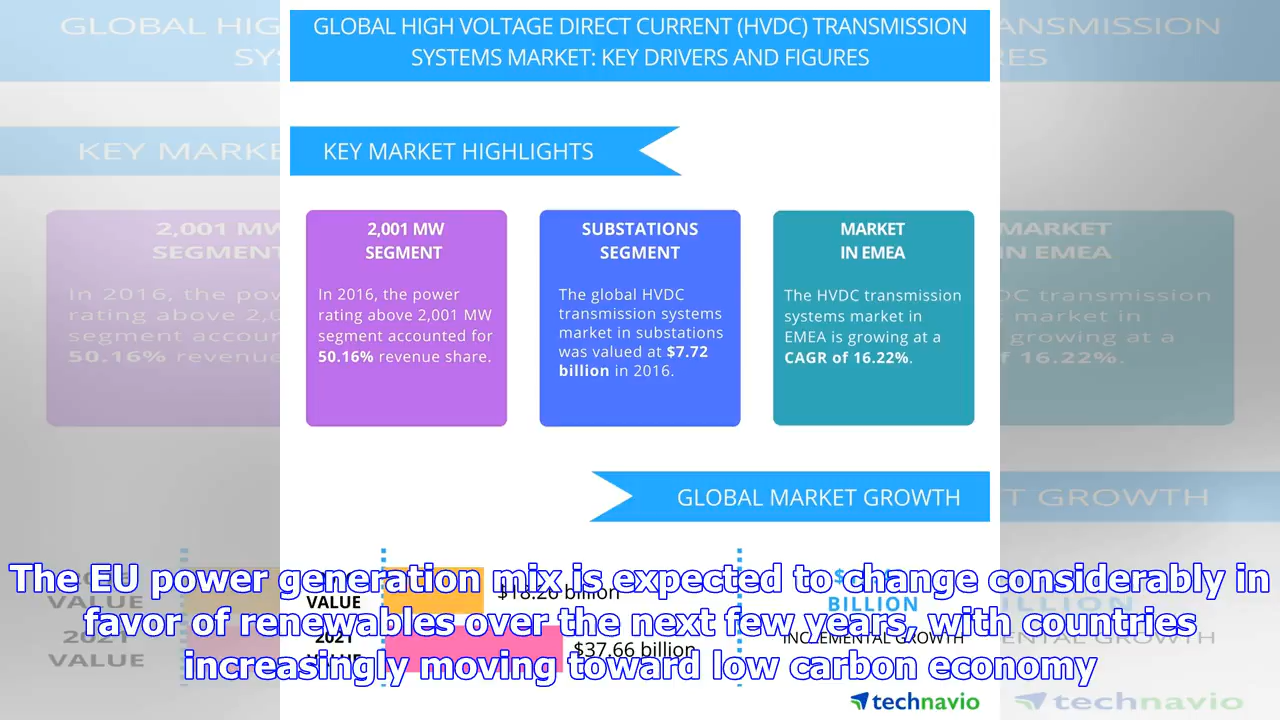 GLOBAL HIGH VOLTAGE DIRECT CURRENT (HVDC) TRANSMISSION
SYSTEMS MARKET: KEY DRIVERS AND FIGURES
KEY MARKET HIGHLIGHTS
2,001 MW
SEGMENT
In 2016, the power
rating above 2,001 MW
segment accounted for
50.16% revenue share.
SUBSTATIONS
SEGMENT
The global HVDC
transmission systems
market in substations
was valued at $7.72
billion in 2016.
MARKET
IN EMEA
The HVDC transmission
systems market in
EMEA is growing at a
CAGR of 16.22%.
GLOBAL MARKET GROWTH
VALUE
$18.20 billion
BILLION
2021
$37.66 billion
INCREMENTAL GROWTH
The EU power generation mix is expected to change considerably in
favor of renewables over the next few years, with countries
increasingly moving toward low carbon economy
technavio